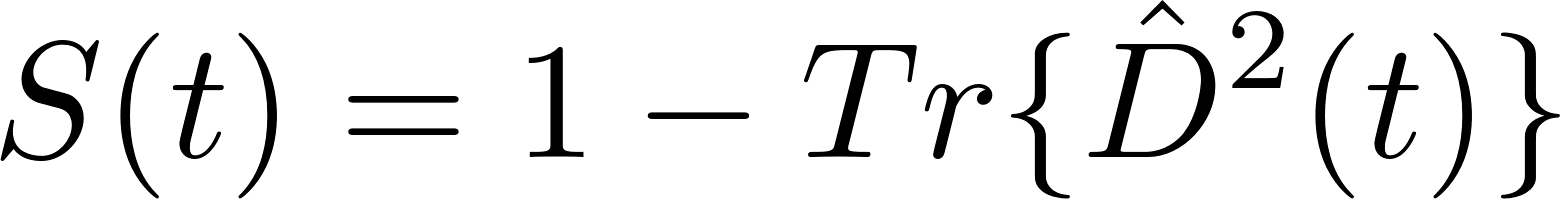 S(t) = 1 − Tr{D̂²(t)}